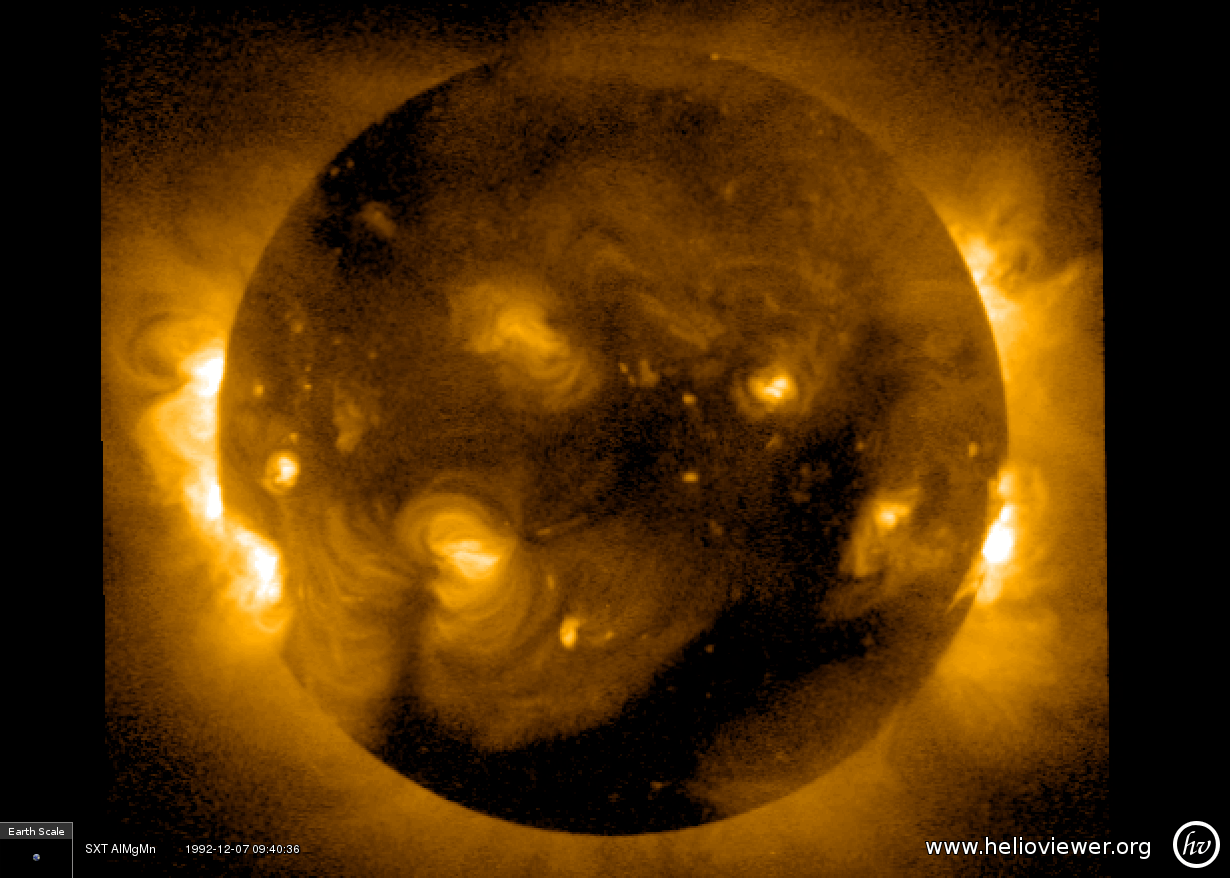 Earth Scale
SXT AlMgMn 1992-12-07 09:40:36
www.helioviewer.org
hv